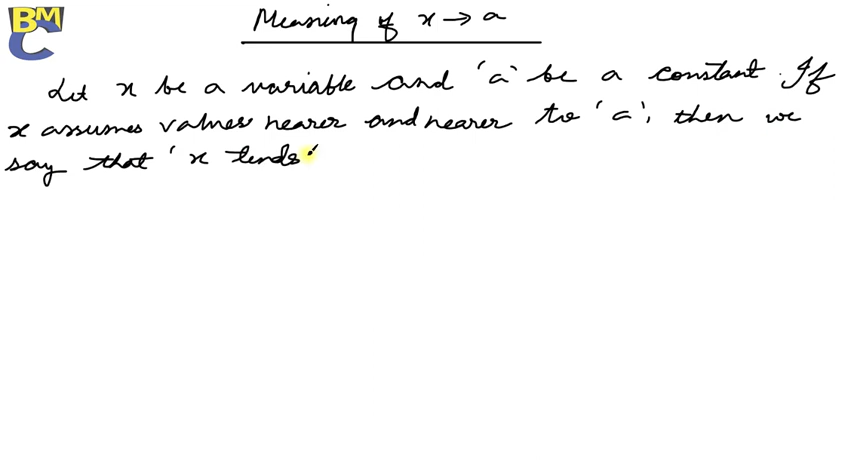 BMC
Meaning of x → a
Let x be a variable and 'a' be a constant. If
x assumes values nearer and nearer to 'a', then we
say that 'x tends